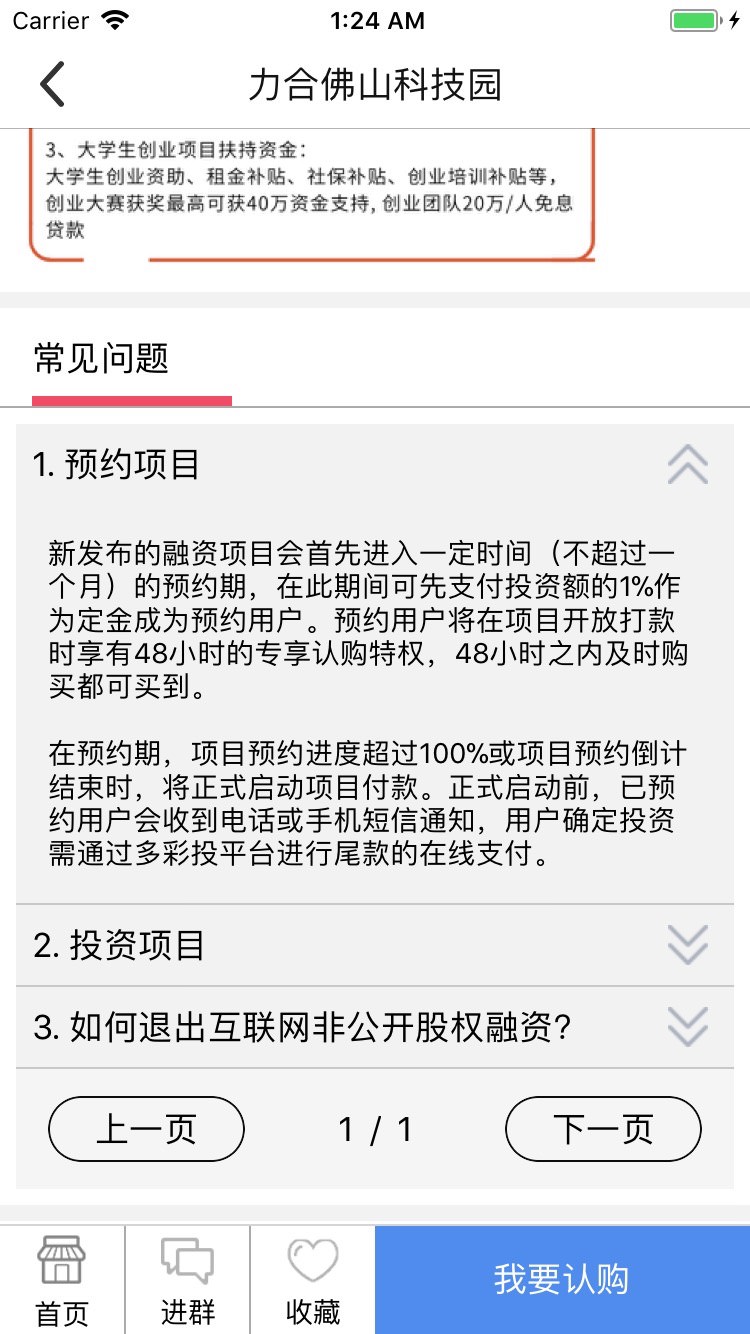 Carrier 1:24 AM
力合佛山科技园
3、大学生创业项目扶持资金：
大学生创业资助、租金补贴、社保补贴、创业培训补贴等，
创业大赛获奖最高可获40万资金支持,创业团队20万/人免息
贷款
常见问题
1. 预约项目
新发布的融资项目会首先进入一定时间（不超过一
个月）的预约期，在此期间可先支付投资额的1%作
为定金成为预约用户。预约用户将在项目开放打款
时享有48小时的专享认购特权，48小时之内及时购
买都可买到。
在预约期，项目预约进度超过100%或项目预约倒计
结束时，将正式启动项目付款。正式启动前，已预
约用户会收到电话或手机短信通知，用户确定投资
需通过多彩投平台进行尾款的在线支付。
2. 投资项目
3. 如何退出互联网非公开股权融资?
上一页 1 / 1 下一页
首页 进群 收藏 我要认购